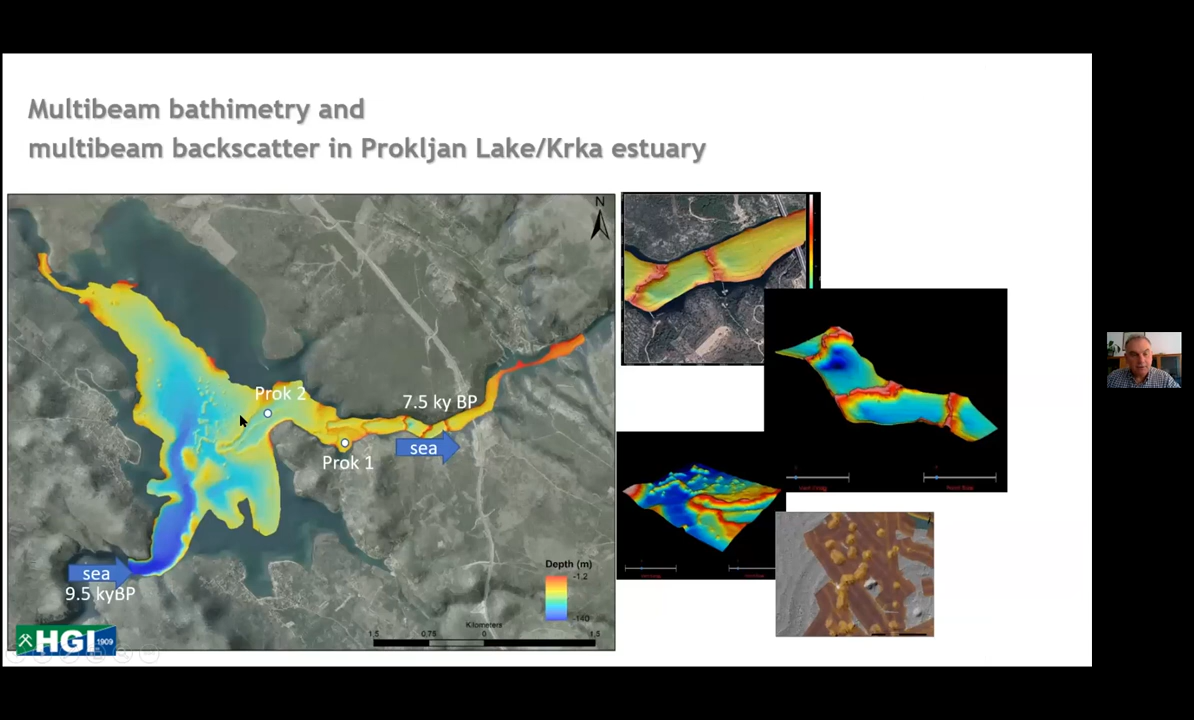 Multibeam bathimetry and
multibeam backscatter in Prokljan Lake/Krka estuary
N
Prok 2
7.5 ky BP
sea
Prok 1
sea
9.5 kyBP
Depth (m)
-1.2
-140
Kilometers
1.5 0.75 0 1.5
HGI 1909